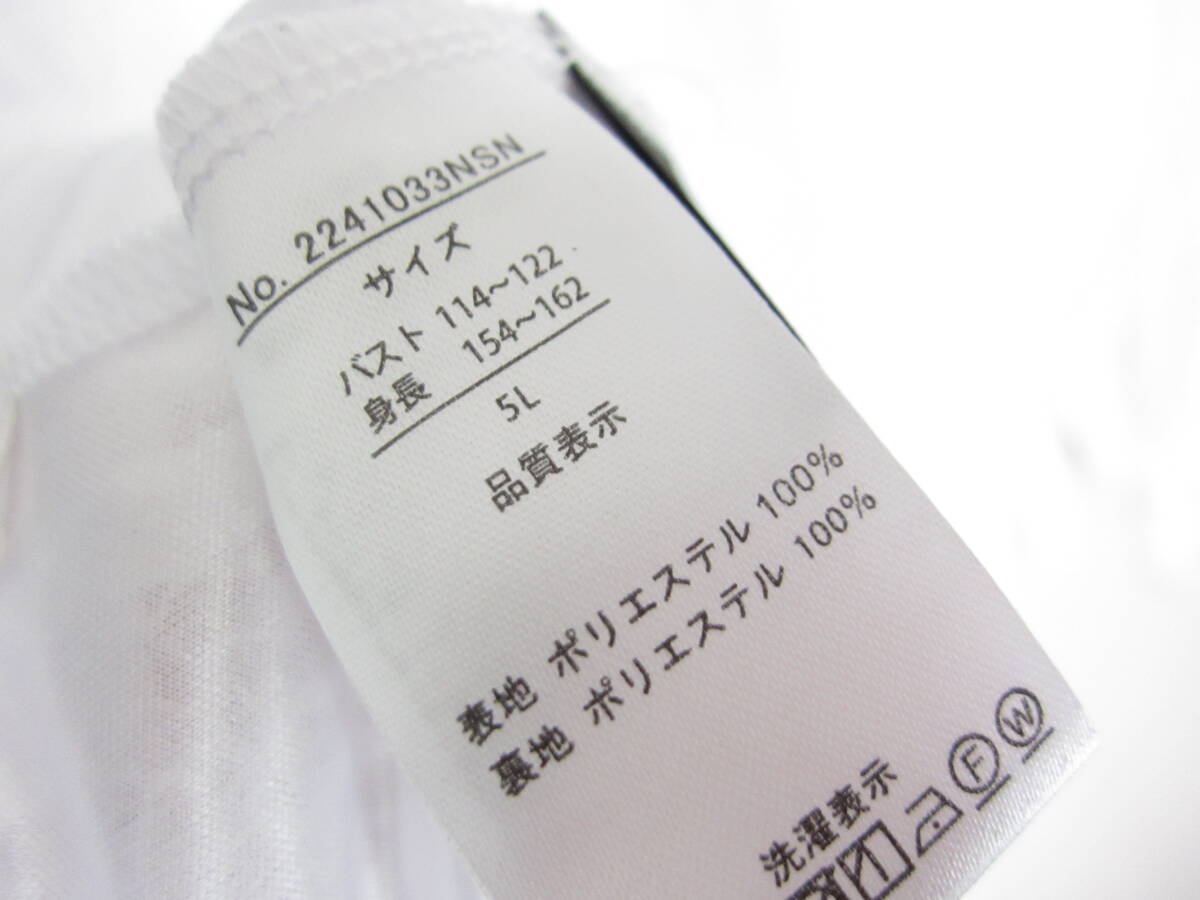 No. 2241033NSN
サイズ
バスト 114~122
身長 154~162
5L
品質表示
表地 ポリエステル 100%
裏地 ポリエステル 100%
洗濯表示
F W